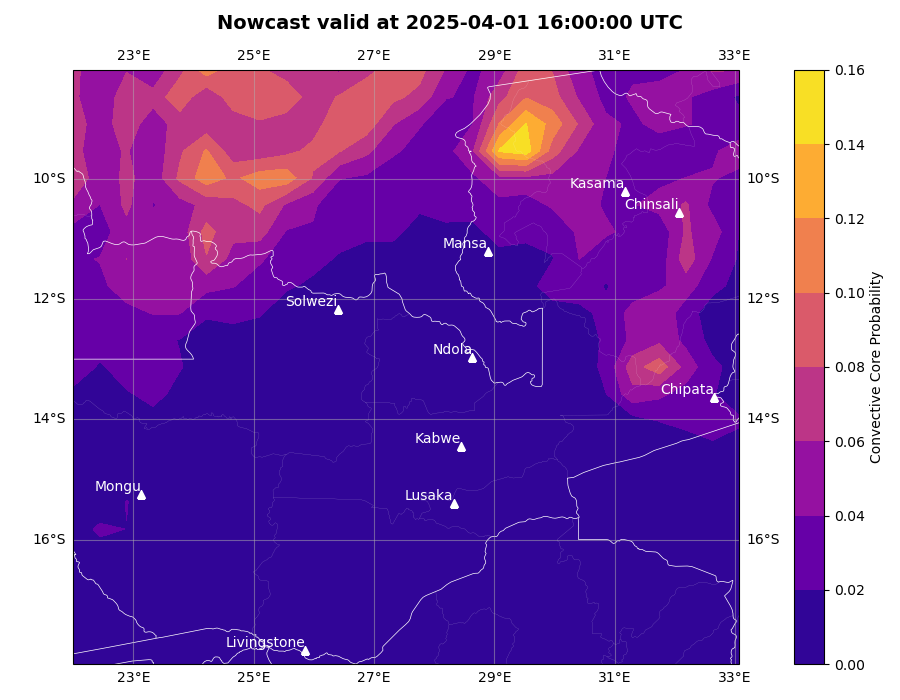 Nowcast valid at 2025-04-01 16:00:00 UTC
23°E 25°E 27°E 29°E 31°E 33°E
0.16
0.14
0.12
0.10
0.08
0.06
0.04
0.02
0.00
Convective Core Probability
10°S 10°S
12°S 12°S
14°S 14°S
16°S 16°S
Kasama
Chinsali
Mansa
Solwezi
Ndola
Chipata
Kabwe
Mongu
Lusaka
Livingstone
23°E 25°E 27°E 29°E 31°E 33°E